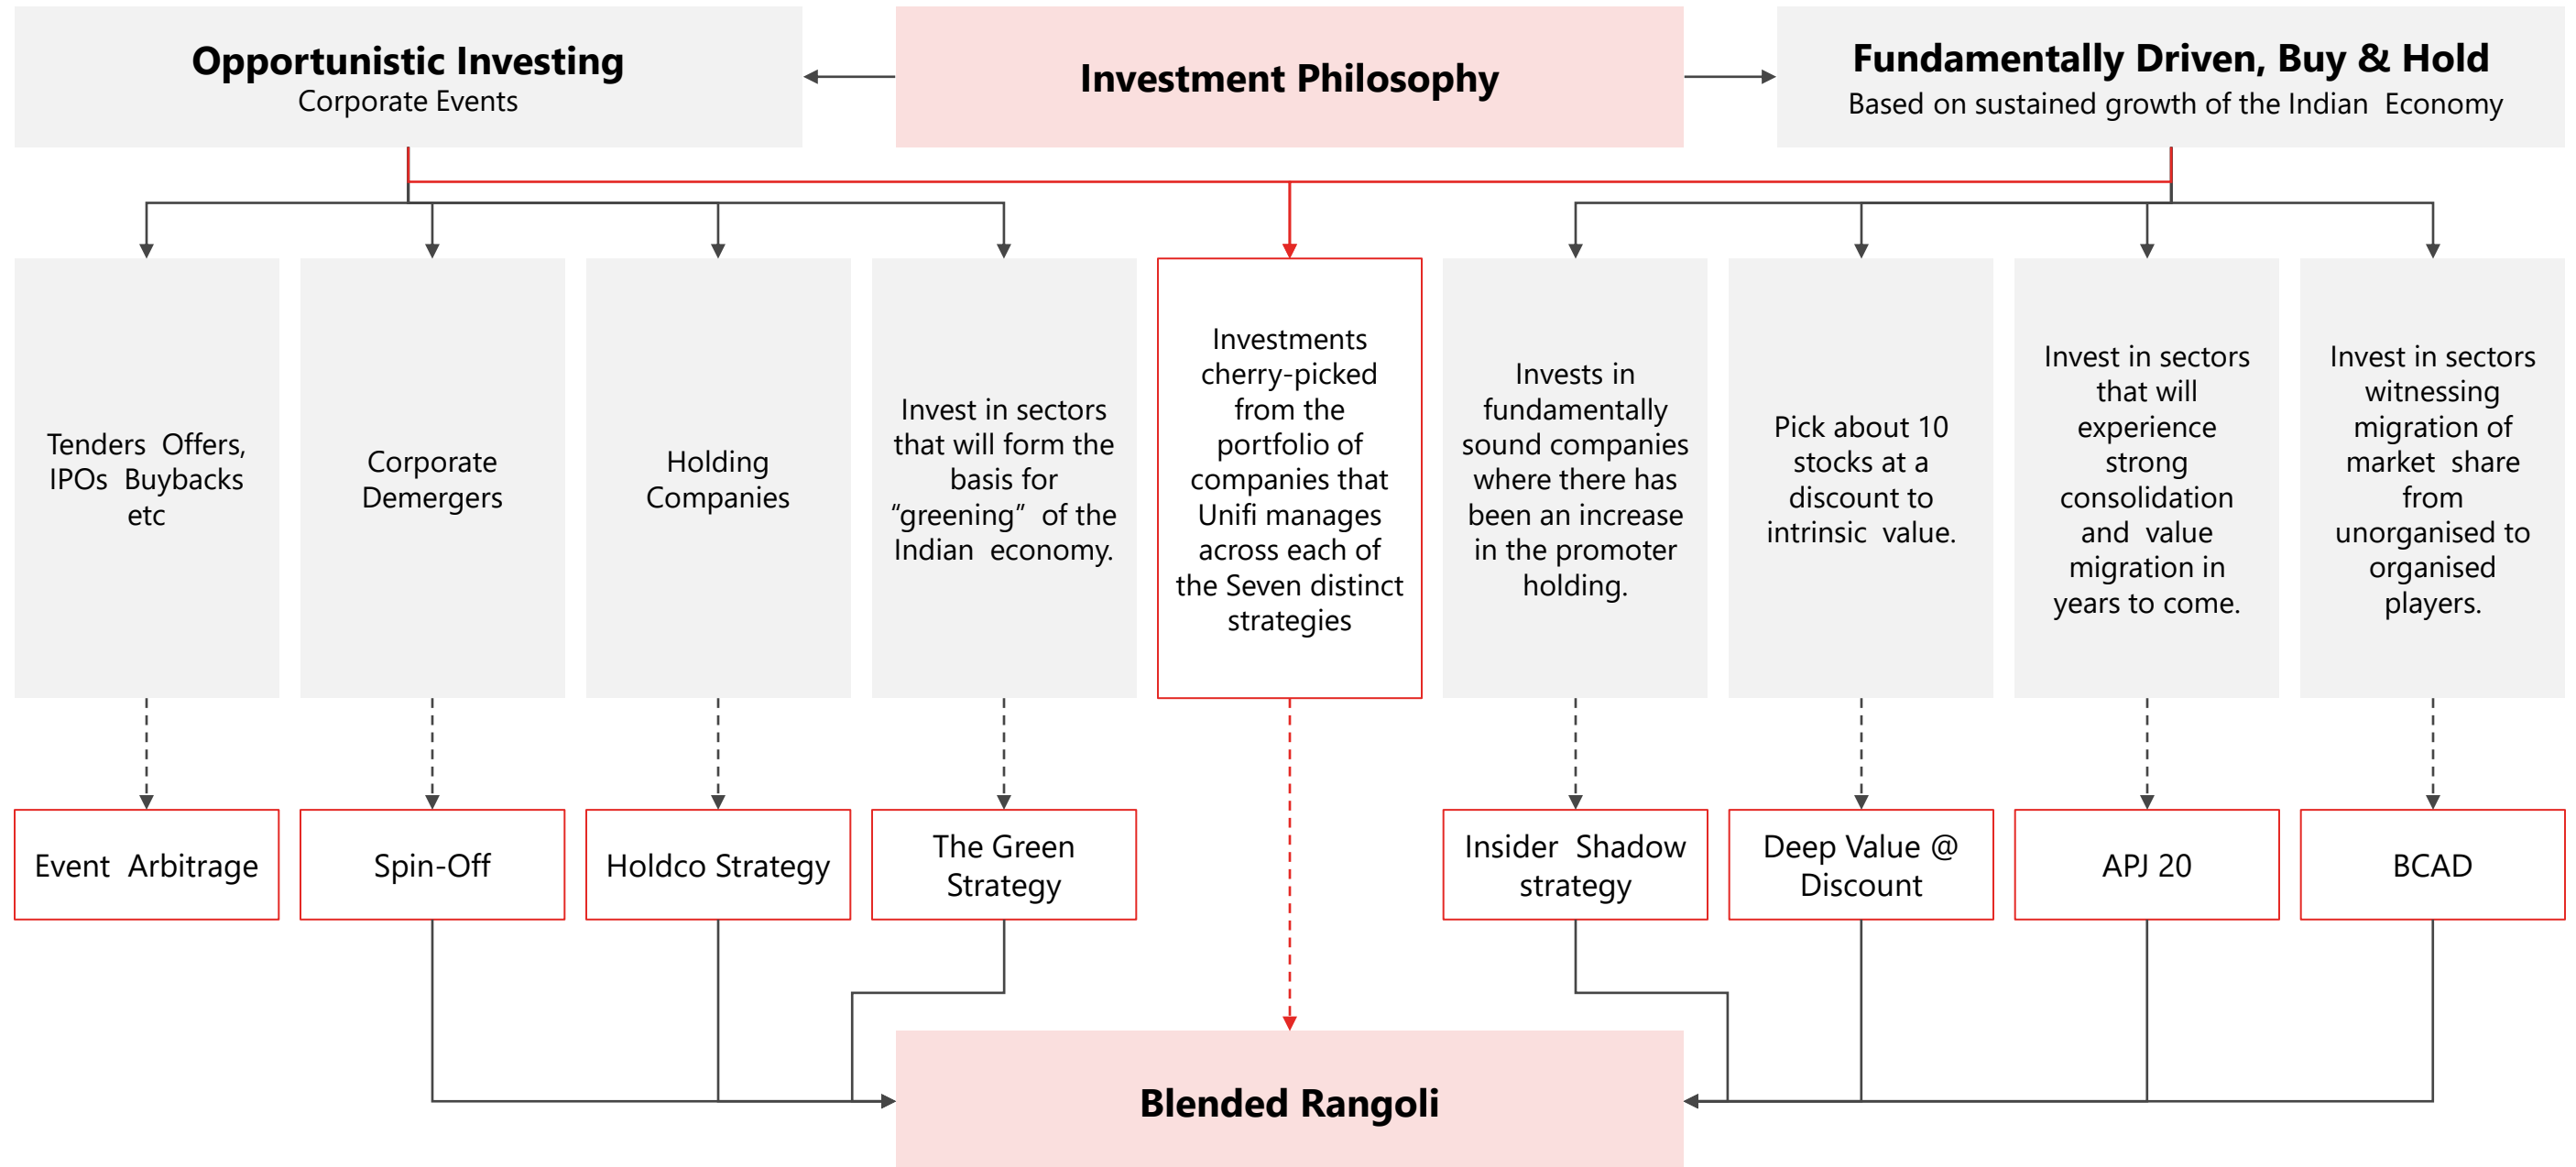 Opportunistic Investing
Corporate Events
Investment Philosophy
Fundamentally Driven, Buy & Hold
Based on sustained growth of the Indian Economy
Tenders Offers,
IPOs Buybacks
etc
Corporate
Demergers
Holding
Companies
Invest in sectors
that will form the
basis for
“greening” of the
Indian economy.
Investments
cherry-picked
from the
portfolio of
companies that
Unifi manages
across each of
the Seven distinct
strategies
Invests in
fundamentally
sound companies
where there has
been an increase
in the promoter
holding.
Pick about 10
stocks at a
discount to
intrinsic value.
Invest in sectors
that will
experience
strong
consolidation
and value
migration in
years to come.
Invest in sectors
witnessing
migration of
market share
from
unorganised to
organised
players.
Event Arbitrage
Spin-Off
Holdco Strategy
The Green
Strategy
Insider Shadow
strategy
Deep Value @
Discount
APJ 20
BCAD
Blended Rangoli